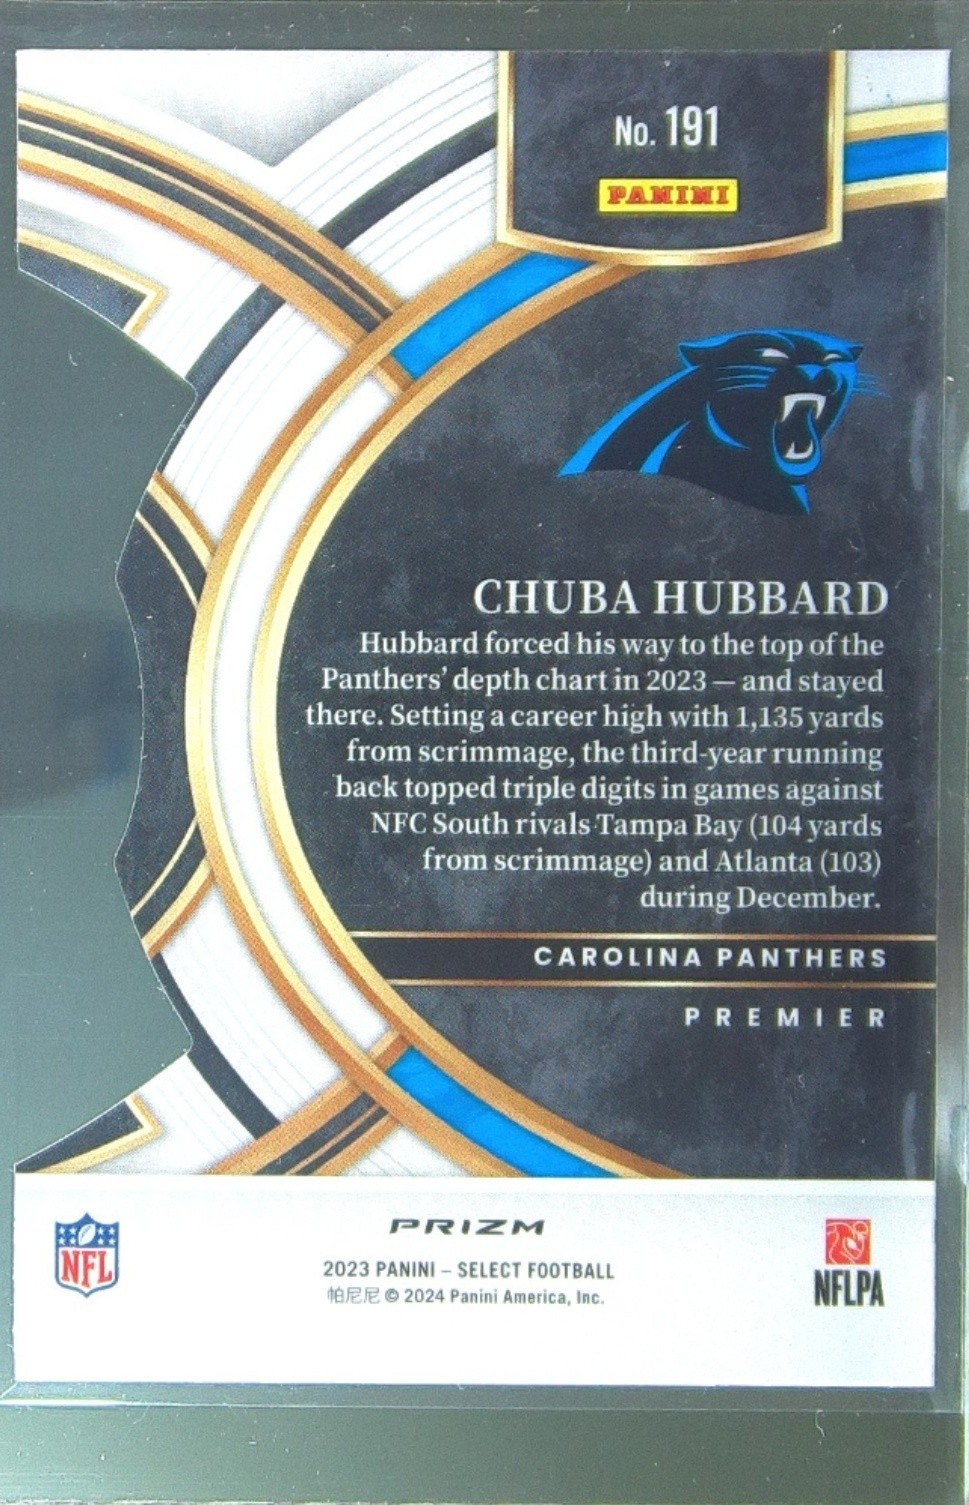 No. 191
PANINI
CHUBA HUBBARD
Hubbard forced his way to the top of the
Panthers' depth chart in 2023 — and stayed
there. Setting a career high with 1,135 yards
from scrimmage, the third-year running
back topped triple digits in games against
NFC South rivals Tampa Bay (104 yards
from scrimmage) and Atlanta (103)
during December.
CAROLINA PANTHERS
PREMIER
PRIZM
NFL
2023 PANINI – SELECT FOOTBALL
帕尼尼 © 2024 Panini America, Inc.
NFLPA